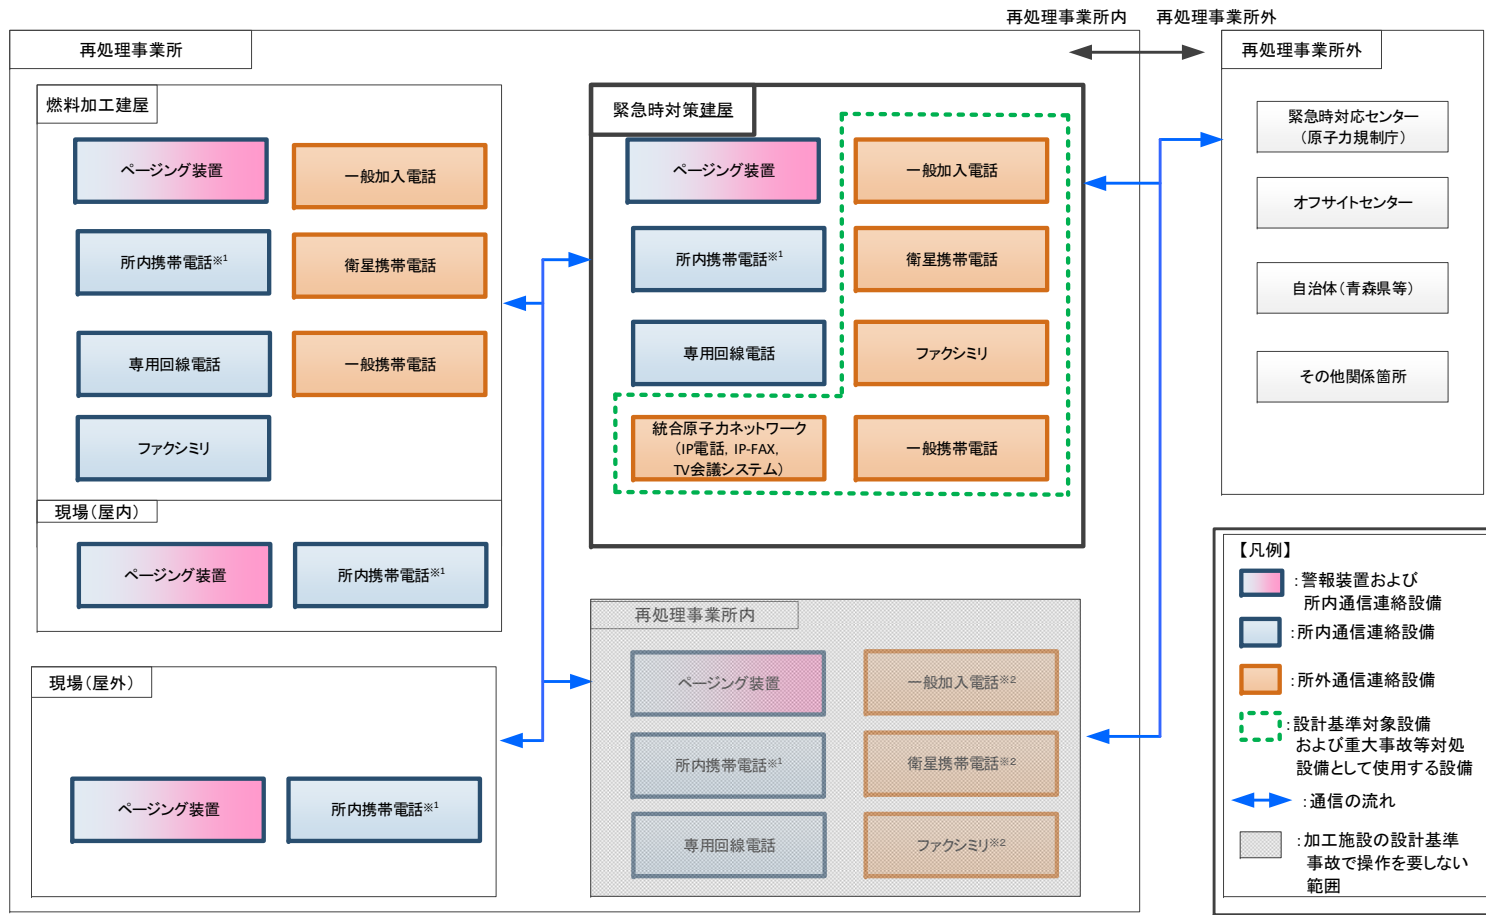 再処理事業所内
再処理事業所外
再処理事業所
再処理事業所外
燃料加工建屋
ページング装置
一般加入電話
所内携帯電話※1
衛星携帯電話
専用回線電話
一般携帯電話
ファクシミリ
現場(屋内)
ページング装置
所内携帯電話※1
現場(屋外)
ページング装置
所内携帯電話※1
緊急時対策建屋
ページング装置
一般加入電話
所内携帯電話※1
衛星携帯電話
専用回線電話
ファクシミリ
統合原子力ネットワーク
(IP電話, IP-FAX,
TV会議システム)
一般携帯電話
再処理事業所内
ページング装置
一般加入電話※2
所内携帯電話※1
衛星携帯電話※2
専用回線電話
ファクシミリ※2
緊急時対応センター
(原子力規制庁)
オフサイトセンター
自治体(青森県等)
その他関係箇所
【凡例】
:警報装置および
所内通信連絡設備
:所内通信連絡設備
:所外通信連絡設備
:設計基準対象設備
および重大事故等対処
設備として使用する設備
:通信の流れ
:加工施設の設計基準
事故で操作を要しない
範囲